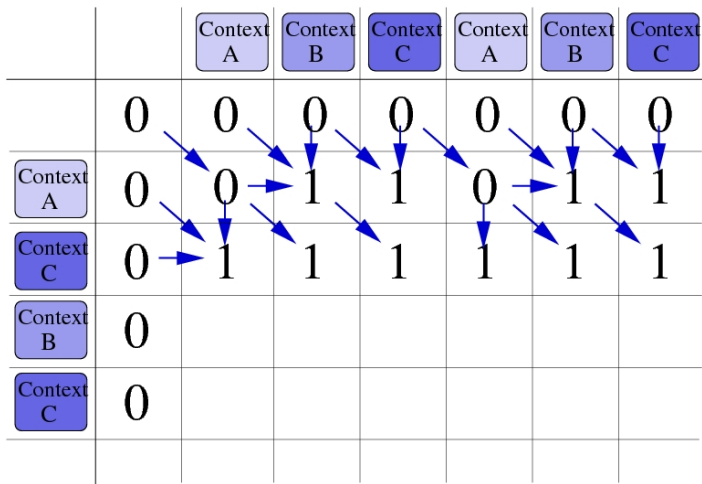 Context A Context B Context C Context A Context B Context C
0 0 0 0 0 0 0
Context A 0 0 1 1 0 1 1
Context C 0 1 1 1 1 1 1
Context B 0
Context C 0